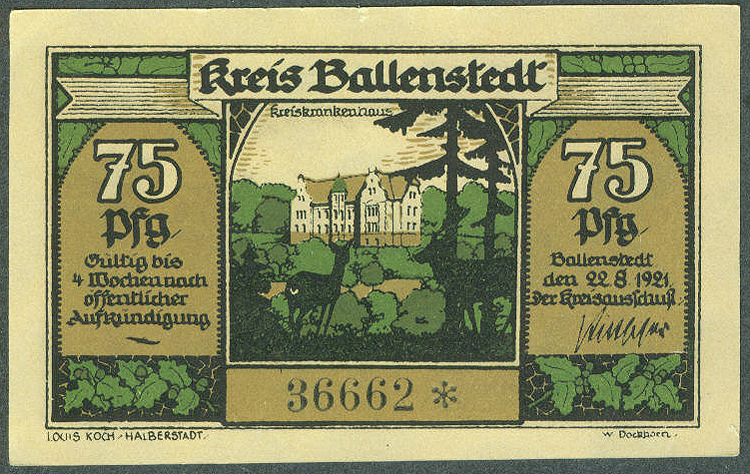 Kreis Ballenstedt
Kreiskrankenhaus
75
Pfg
Gültig bis
4 Wochen nach
öffentlicher
Aufkündigung
75
Pfg
Ballenstedt
den 22 8 1921
Der Kreisausschuß:
36662 *
LOUIS KOCH - HALBERSTADT.
W Dockhorn.